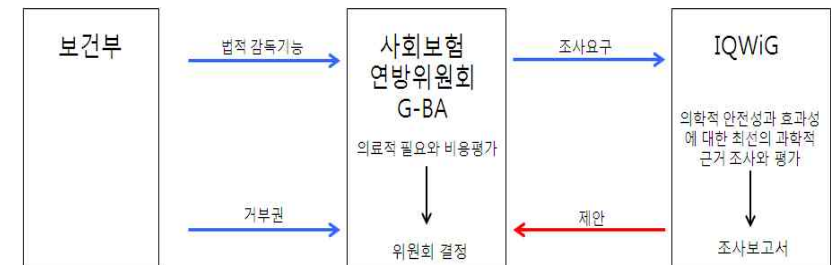 보건부
법적 감독기능
거부권
사회보험
연방위원회
G-BA
의료적 필요와 비용평가
위원회 결정
조사요구
제안
IQWiG
의학적 안전성과 효과성
에 대한 최선의 과학적
근거 조사와 평가
조사보고서